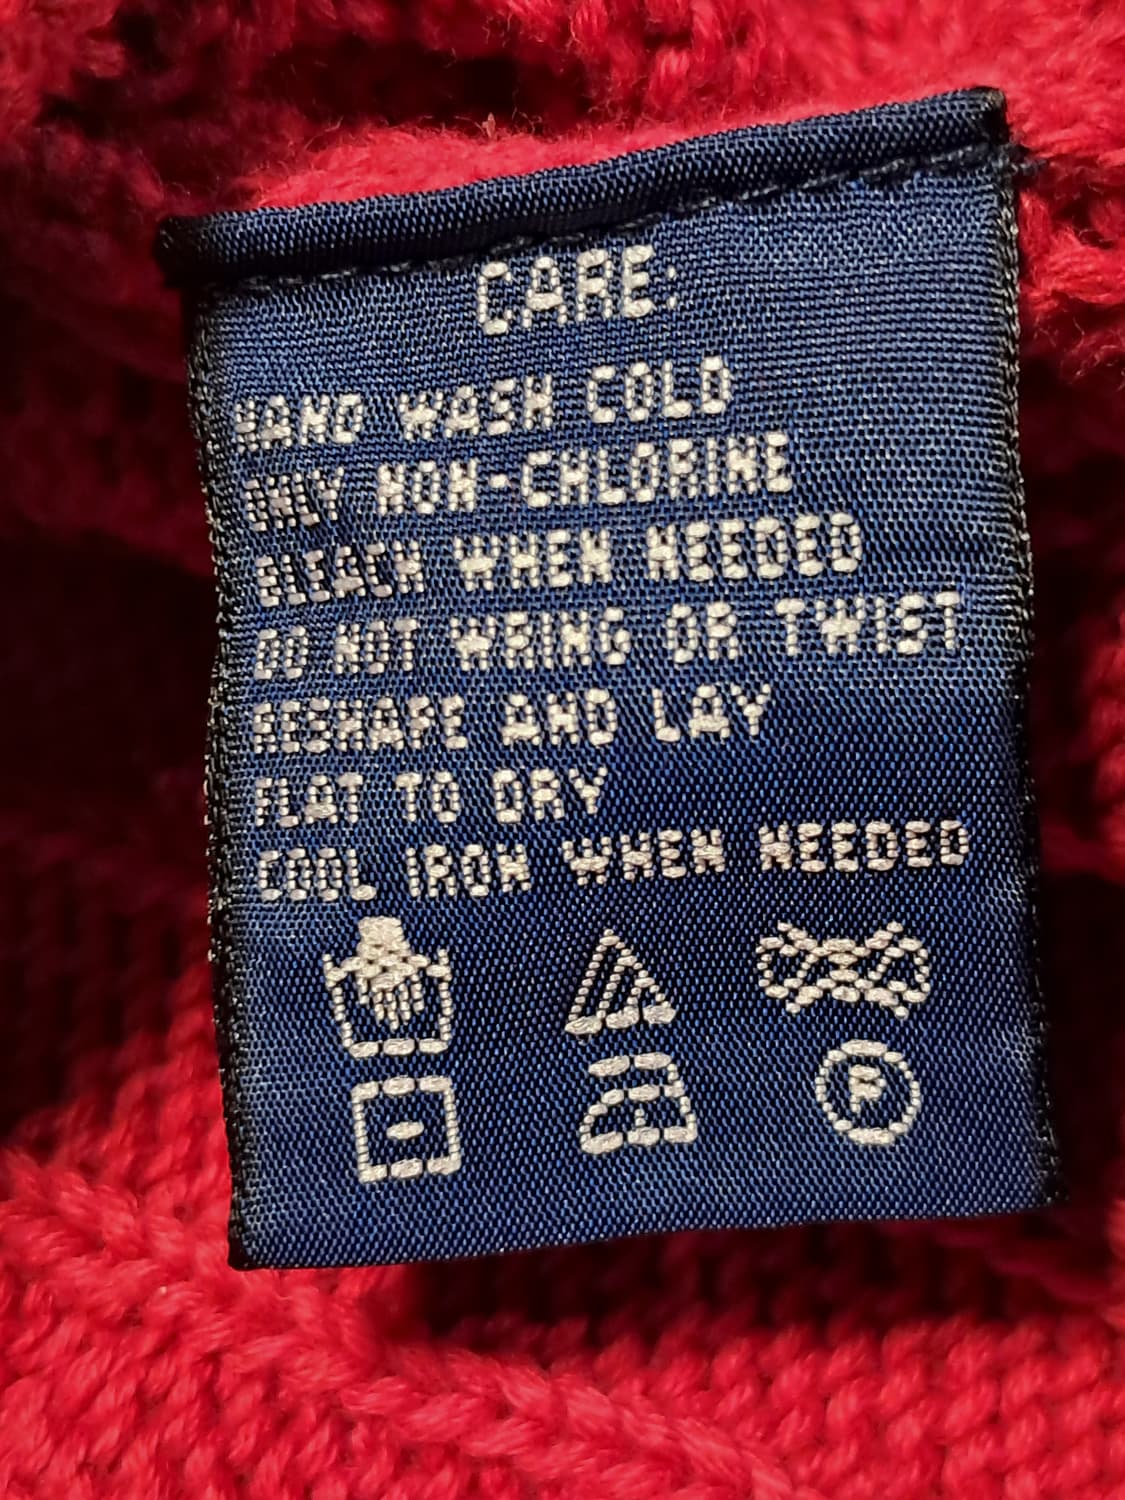 CARE:
HAND WASH COLD
ONLY NON-CHLORINE
BLEACH WHEN NEEDED
DO NOT WRING OR TWIST
RESHAPE AND LAY
FLAT TO DRY
COOL IRON WHEN NEEDED
P